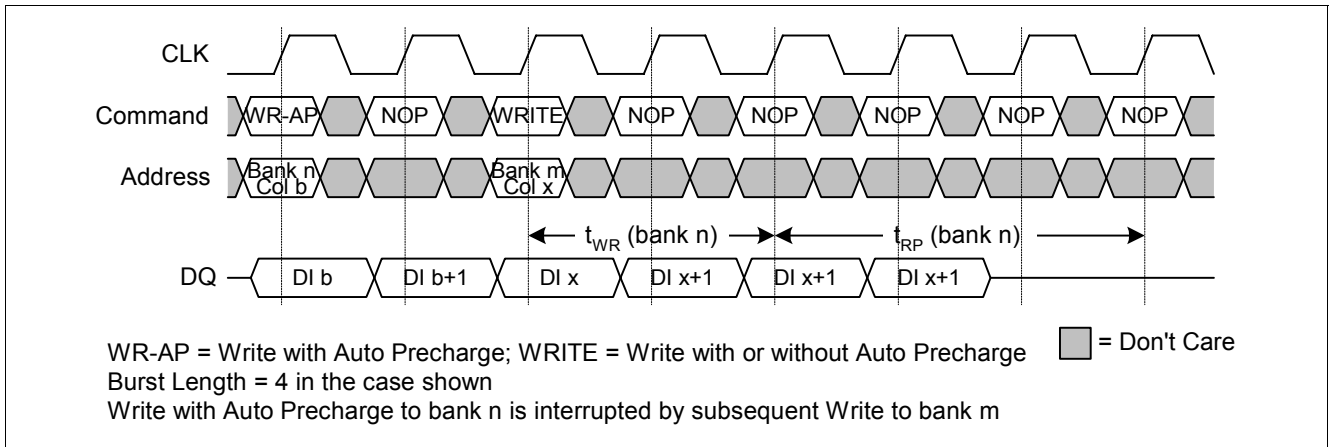 CLK
Command WR-AP NOP WRITE NOP NOP NOP NOP NOP
Address Bank n Col b Bank m Col x
tWR (bank n) tRP (bank n)
DQ DI b DI b+1 DI x DI x+1 DI x+1 DI x+1
WR-AP = Write with Auto Precharge; WRITE = Write with or without Auto Precharge = Don't Care
Burst Length = 4 in the case shown
Write with Auto Precharge to bank n is interrupted by subsequent Write to bank m